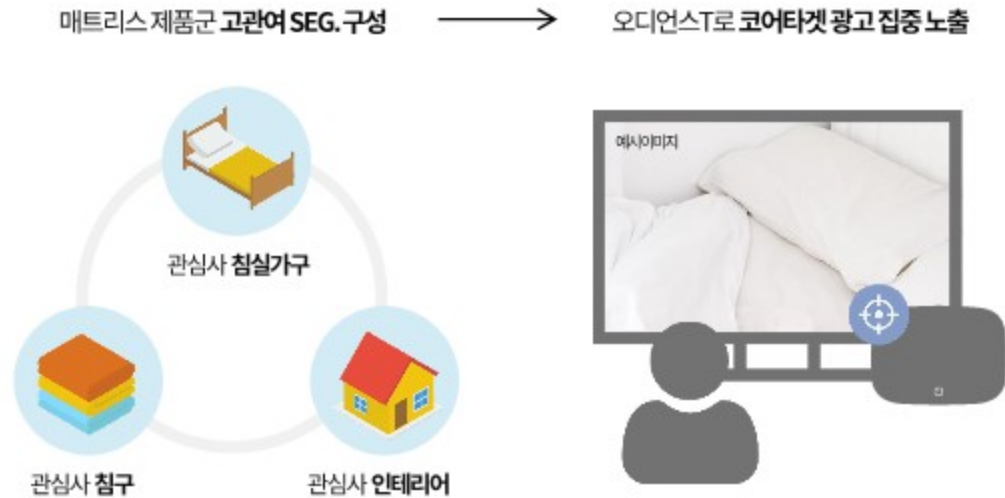 매트리스 제품군 고관여 SEG. 구성
오디언스T로 코어타겟 광고 집중 노출
예시이미지
관심사 침실가구
관심사 침구
관심사 인테리어